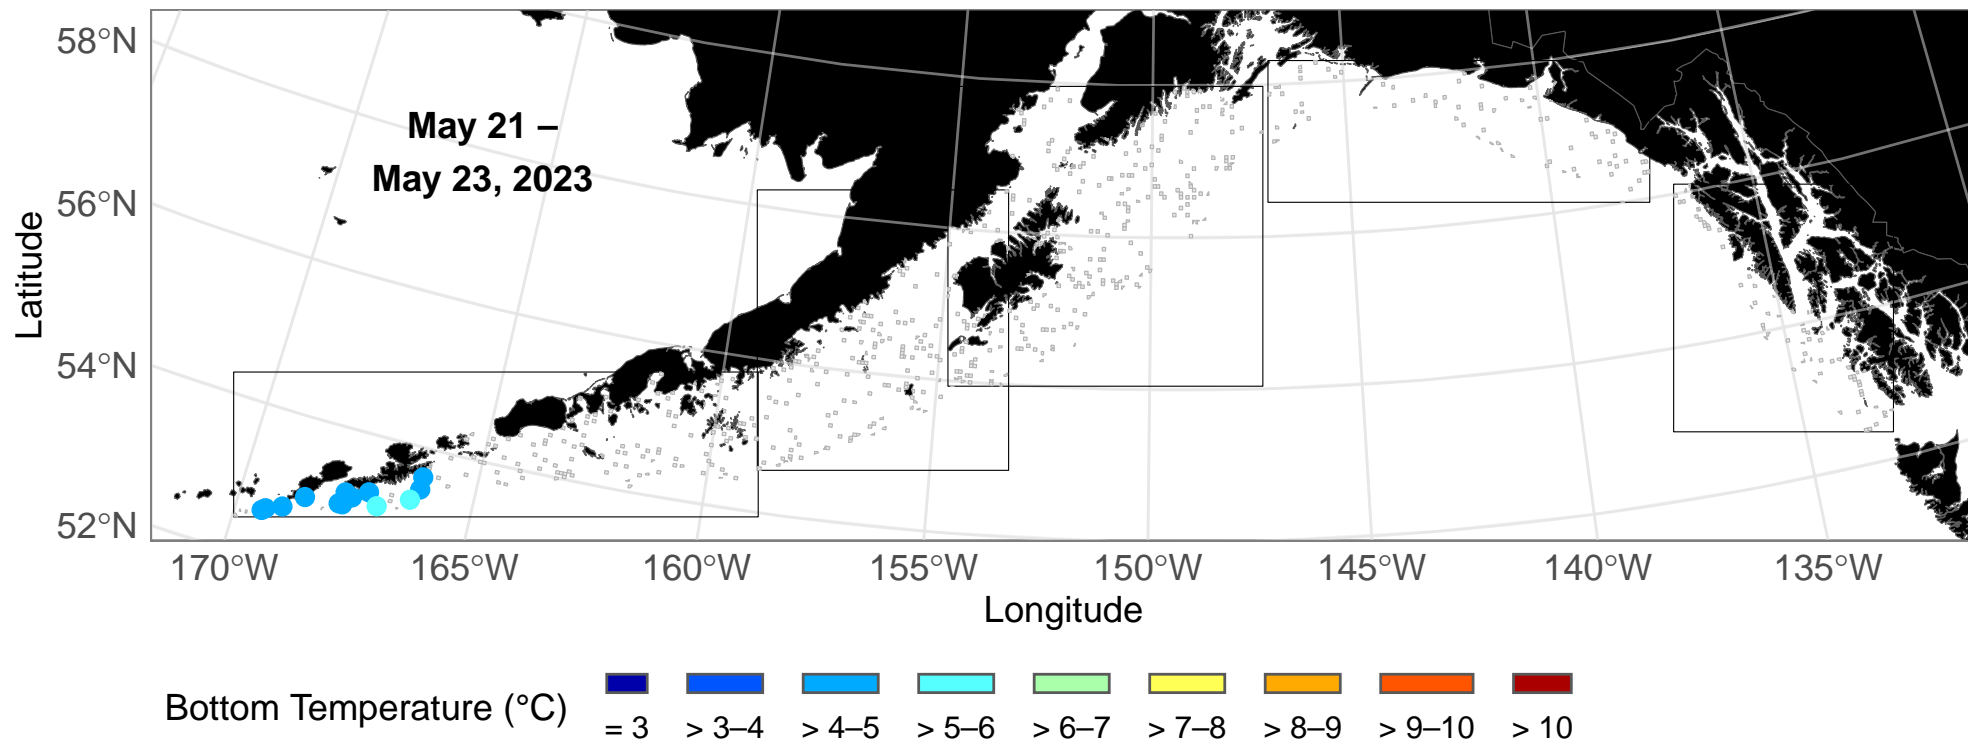 58°N
56°N
54°N
52°N
Latitude
May 21 –
May 23, 2023
170°W 165°W 160°W 155°W 150°W 145°W 140°W 135°W
Longitude
Bottom Temperature (°C)
= 3 > 3–4 > 4–5 > 5–6 > 6–7 > 7–8 > 8–9 > 9–10 > 10